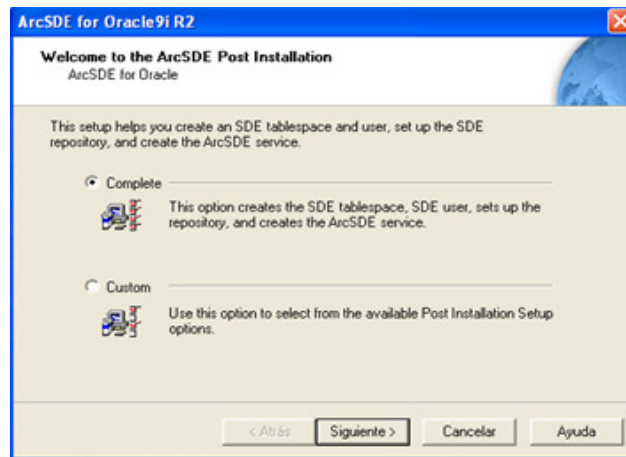 ArcSDE for Oracle9i R2
Welcome to the ArcSDE Post Installation
ArcSDE for Oracle
This setup helps you create an SDE tablespace and user, set up the SDE
repository, and create the ArcSDE service.
Complete
This option creates the SDE tablespace, SDE user, sets up the
repository, and creates the ArcSDE service.
Custom
Use this option to select from the available Post Installation Setup
options.
< Atrás Siguiente > Cancelar Ayuda